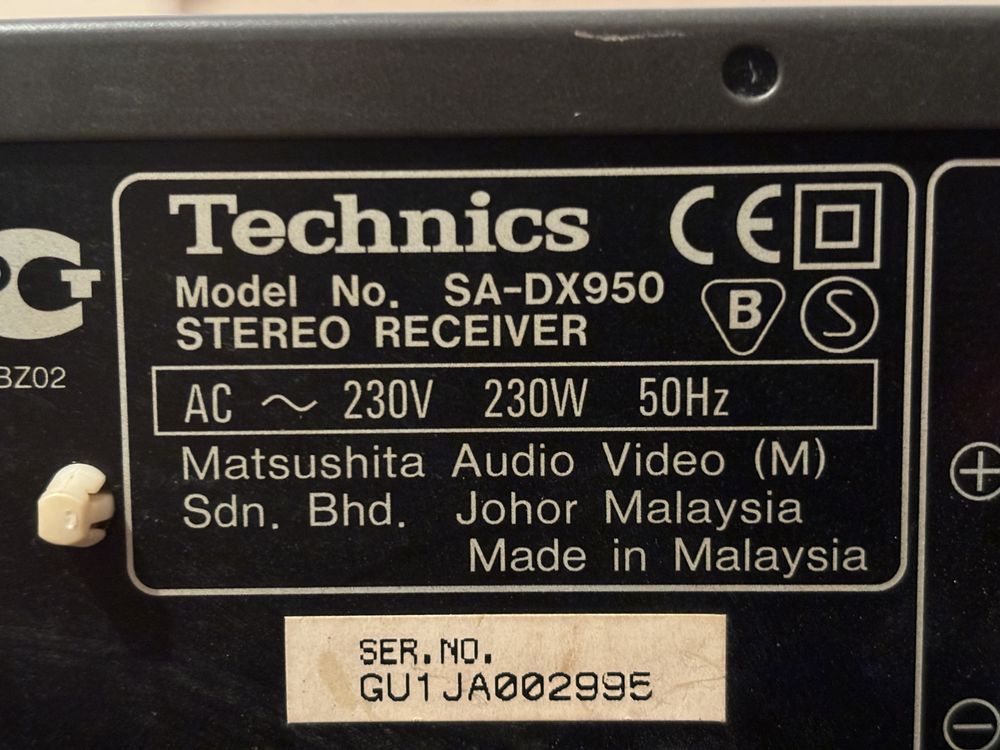 Technics CE
Model No. SA-DX950
STEREO RECEIVER
B S
BZ02
AC ~ 230V 230W 50Hz
Matsushita Audio Video (M)
Sdn. Bhd. Johor Malaysia
Made in Malaysia
SER.NO.
GU1JA002995